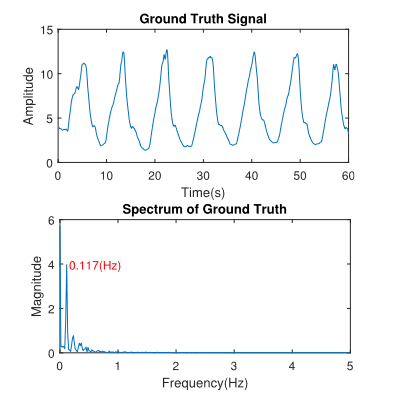 Ground Truth Signal
15
10
5
0
Amplitude
0 10 20 30 40 50 60
Time(s)
Spectrum of Ground Truth
6
4
2
0
Magnitude
0.117(Hz)
0 1 2 3 4 5
Frequency(Hz)